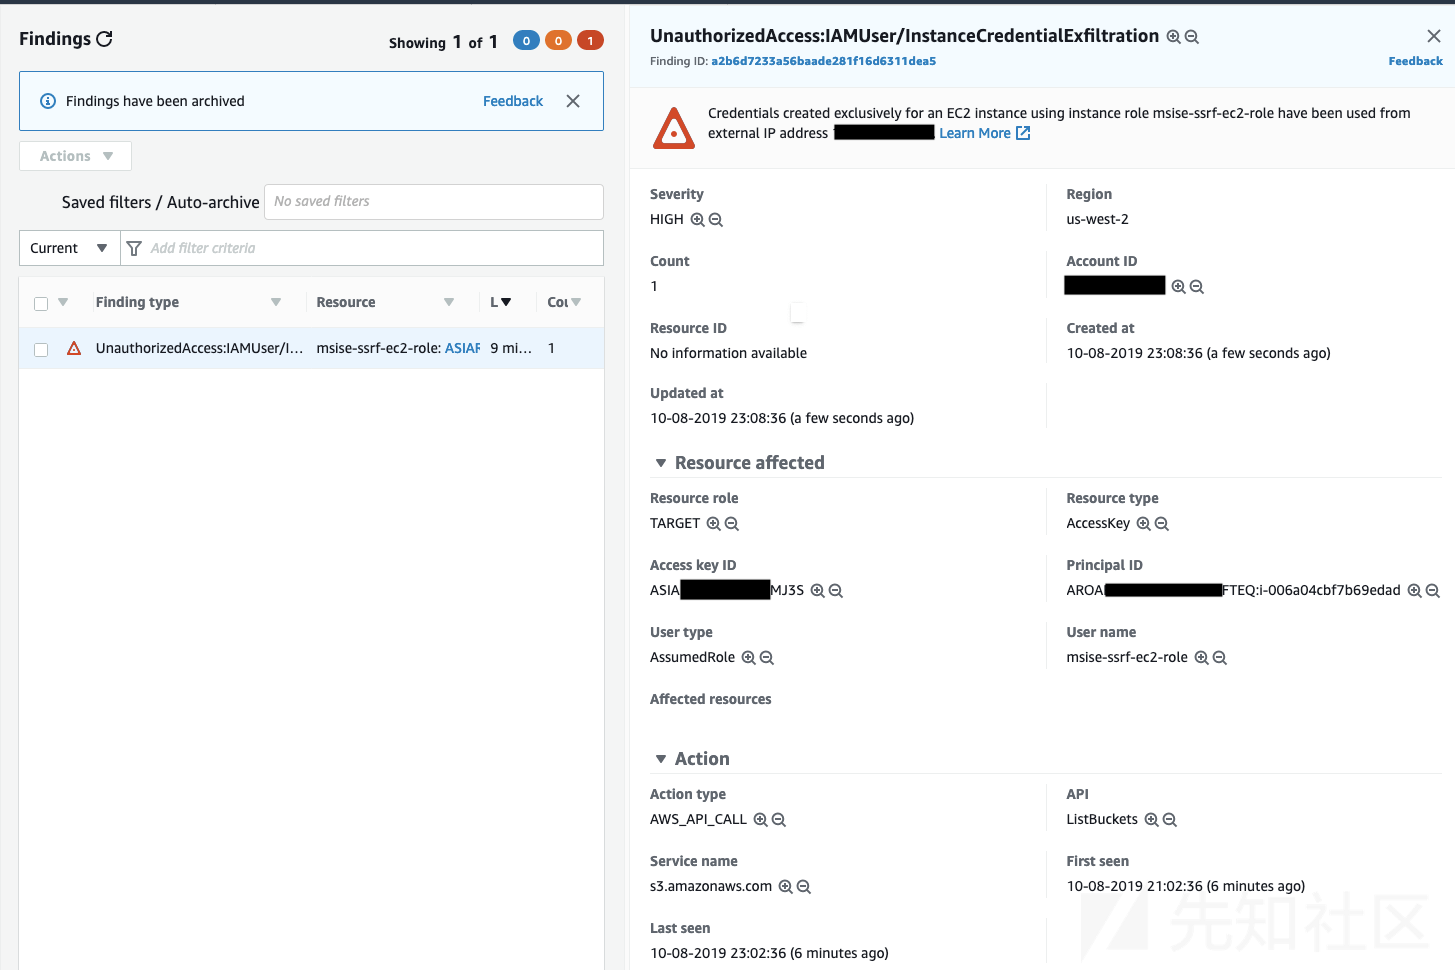 Findings
Showing 1 of 1 0 0 1
Findings have been archived Feedback
Actions
Saved filters / Auto-archive No saved filters
Current Add filter criteria
Finding type Resource L Cou
UnauthorizedAccess:IAMUser/I... msise-ssrf-ec2-role: ASIAR 9 mi... 1
UnauthorizedAccess:IAMUser/InstanceCredentialExfiltration
Finding ID: a2b6d7233a56baade281f16d6311dea5 Feedback
Credentials created exclusively for an EC2 instance using instance role msise-ssrf-ec2-role have been used from
external IP address Learn More
Severity
HIGH
Region
us-west-2
Count
1
Account ID
Resource ID
No information available
Created at
10-08-2019 23:08:36 (a few seconds ago)
Updated at
10-08-2019 23:08:36 (a few seconds ago)
Resource affected
Resource role
TARGET
Resource type
AccessKey
Access key ID
ASIA MJ3S
Principal ID
AROA FTEQ:i-006a04cbf7b69edad
User type
AssumedRole
User name
msise-ssrf-ec2-role
Affected resources
Action
Action type
AWS_API_CALL
API
ListBuckets
Service name
s3.amazonaws.com
First seen
10-08-2019 21:02:36 (6 minutes ago)
Last seen
10-08-2019 23:02:36 (6 minutes ago)
先知社区